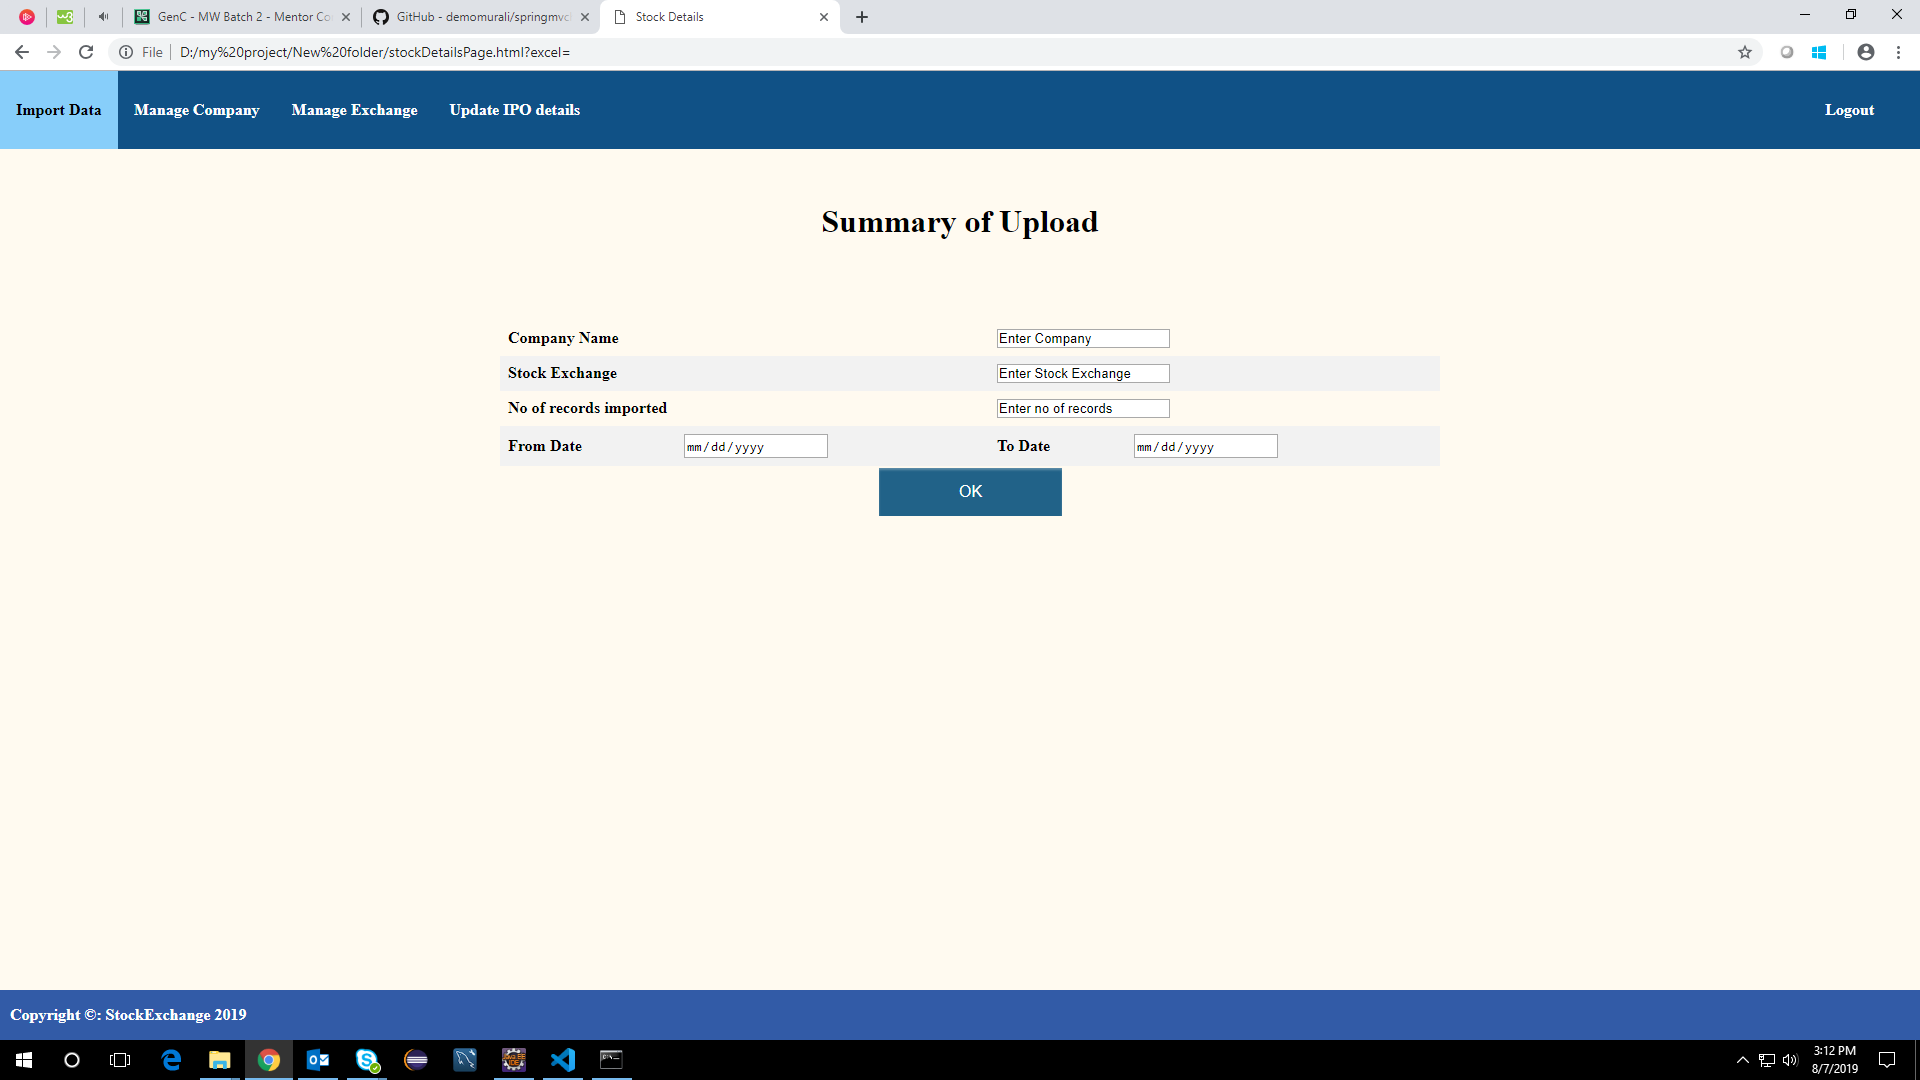 GenC - MW Batch 2 - Mentor Co
GitHub - demomurali/springmvc
Stock Details
File
D:/my%20project/New%20folder/stockDetailsPage.html?excel=
Import Data
Manage Company
Manage Exchange
Update IPO details
Logout
Summary of Upload
Company Name
Enter Company
Stock Exchange
Enter Stock Exchange
No of records imported
Enter no of records
From Date
mm/dd/yyyy
To Date
mm/dd/yyyy
OK
Copyright ©: StockExchange 2019
3:12 PM
8/7/2019